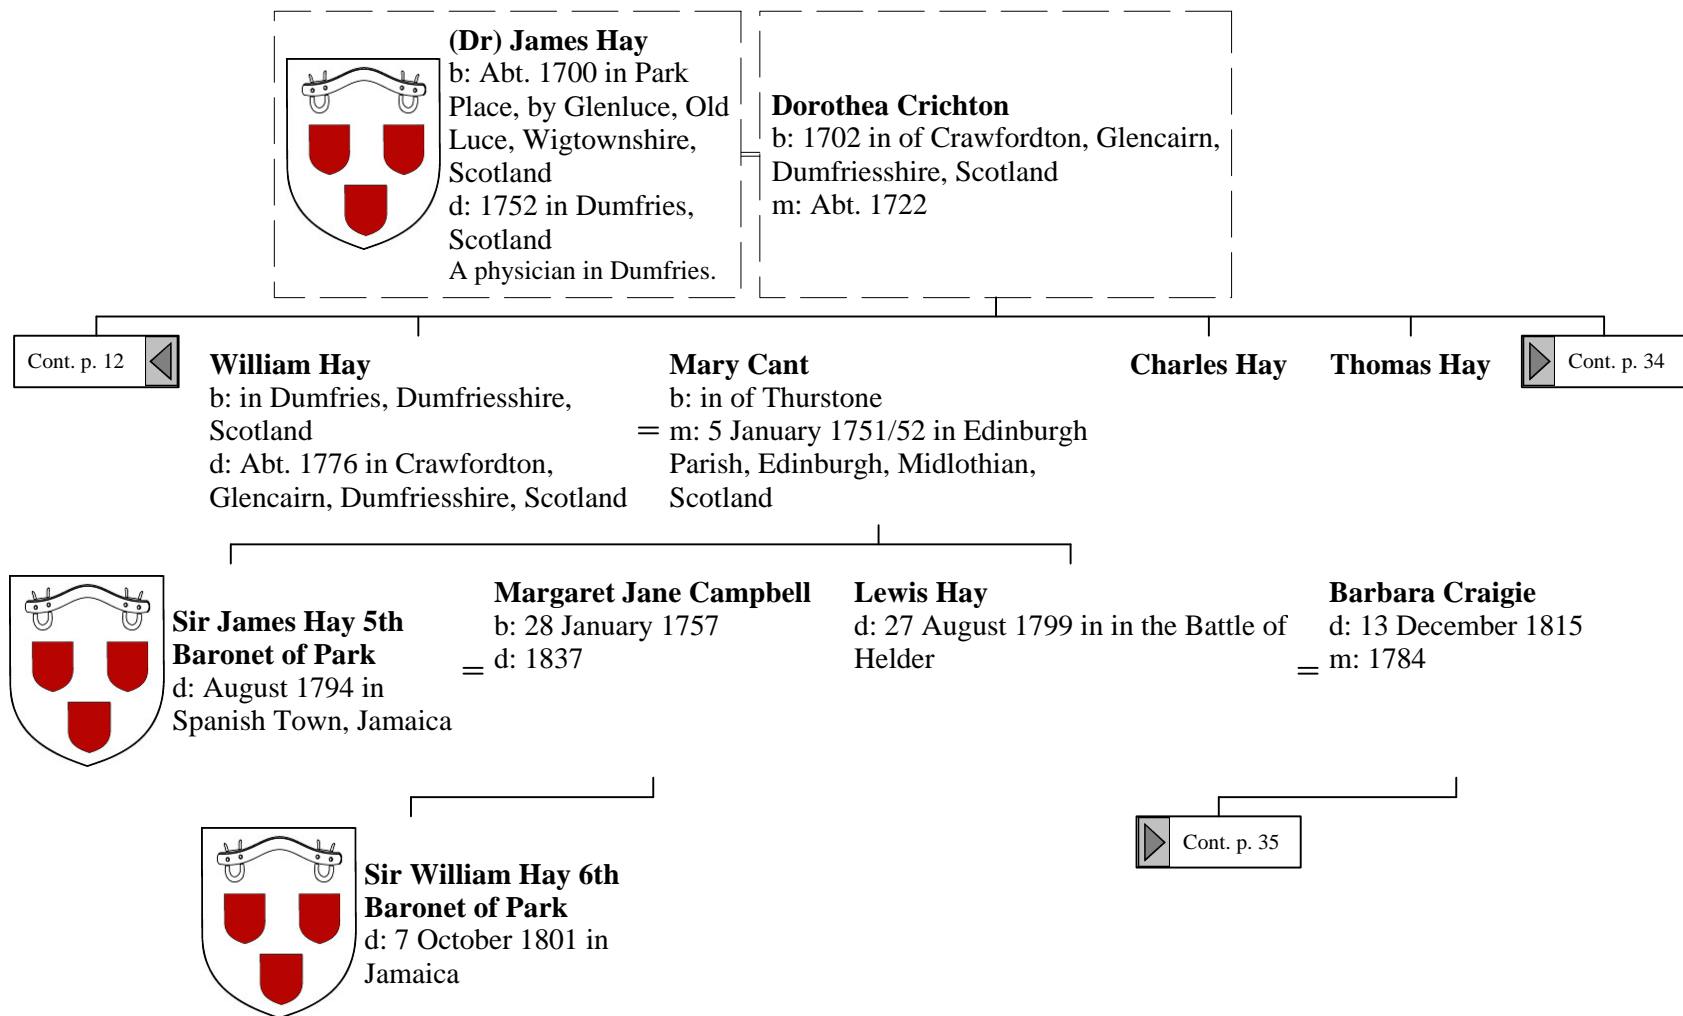 (Dr) James Hay
b: Abt. 1700 in Park
Place, by Glenluce, Old
Luce, Wigtownshire,
Scotland
d: 1752 in Dumfries,
Scotland
A physician in Dumfries.
Dorothea Crichton
b: 1702 in of Crawfordton, Glencairn,
Dumfriesshire, Scotland
m: Abt. 1722
Cont. p. 12
William Hay
b: in Dumfries, Dumfriesshire,
Scotland
d: Abt. 1776 in Crawfordton,
Glencairn, Dumfriesshire, Scotland
=
Mary Cant
b: in of Thurstone
m: 5 January 1751/52 in Edinburgh
Parish, Edinburgh, Midlothian,
Scotland
Charles Hay
Thomas Hay
Cont. p. 34
Sir James Hay 5th
Baronet of Park
d: August 1794 in
Spanish Town, Jamaica
=
Margaret Jane Campbell
b: 28 January 1757
d: 1837
Lewis Hay
d: 27 August 1799 in in the Battle of
Helder
=
Barbara Craigie
d: 13 December 1815
m: 1784
Sir William Hay 6th
Baronet of Park
d: 7 October 1801 in
Jamaica
Cont. p. 35